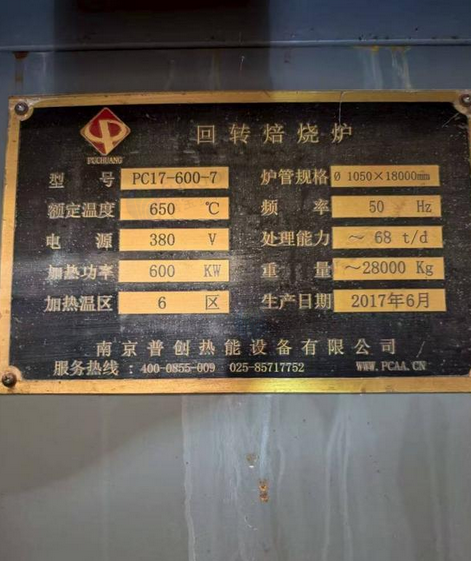 PUCHUANG
回转焙烧炉
型 号 PC17-600-7 炉管规格 Ø 1050×18000mm
额定温度 650 ℃ 频 率 50 Hz
电 源 380 V 处理能力 ～ 68 t/d
加热功率 600 KW 重 量 ～28000 Kg
加热温区 6 区 生产日期 2017年6月
南京普创热能设备有限公司
服务热线: 400-0855-009 025-85717752 WWW.PCAA.CN